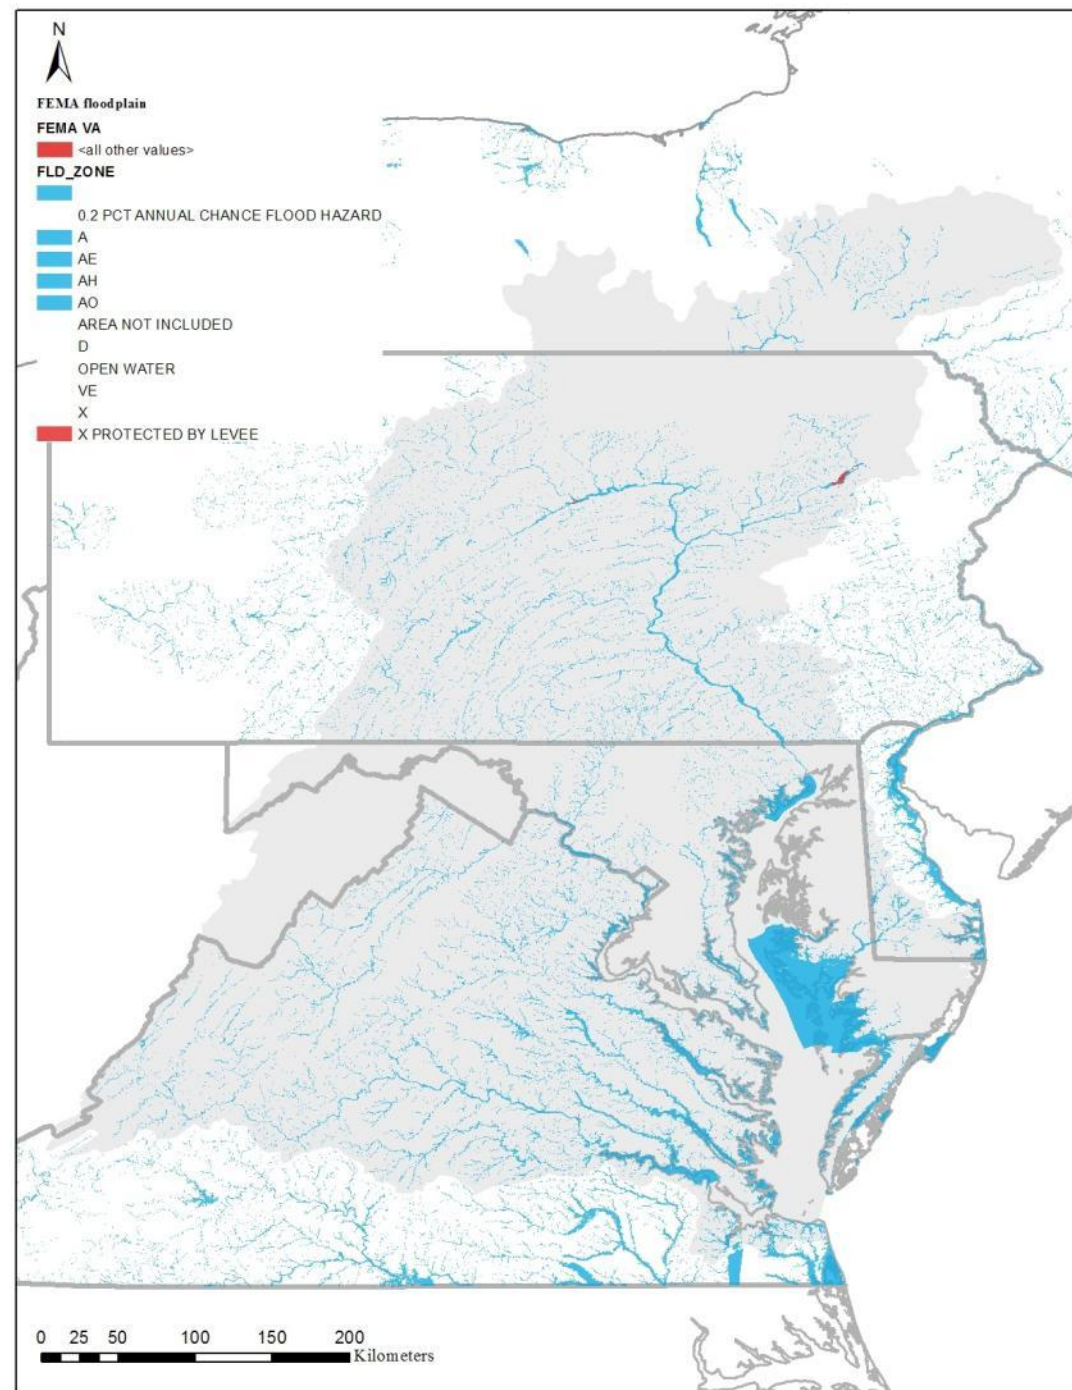 N
FEMA floodplain
FEMA VA
<all other values>
FLD_ZONE
0.2 PCT ANNUAL CHANCE FLOOD HAZARD
A
AE
AH
AO
AREA NOT INCLUDED
D
OPEN WATER
VE
X
X PROTECTED BY LEVEE
0 25 50 100 150 200
Kilometers